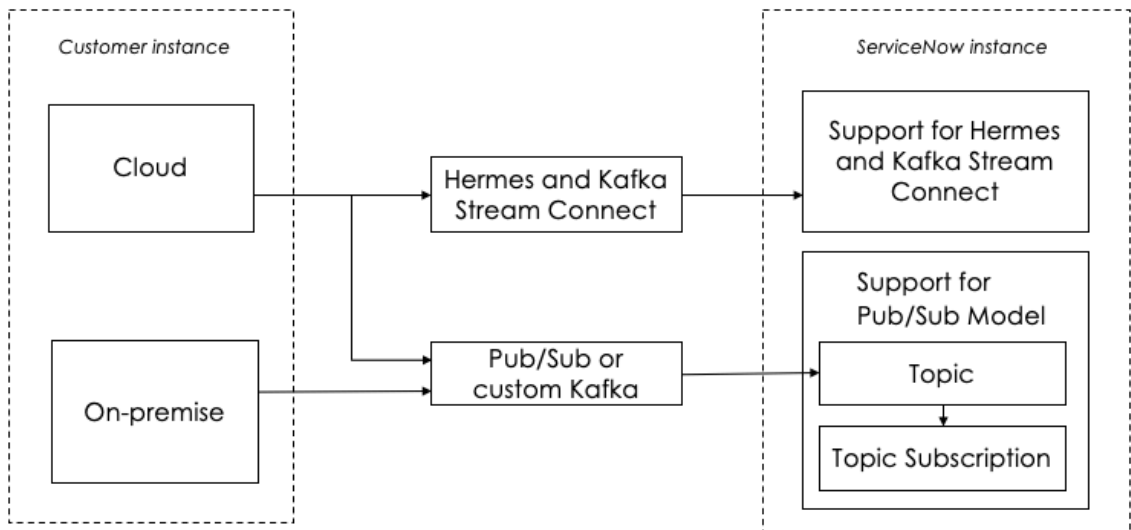 Customer instance
ServiceNow instance
Cloud
Hermes and Kafka
Stream Connect
Support for Hermes
and Kafka Stream
Connect
On-premise
Pub/Sub or
custom Kafka
Support for
Pub/Sub Model
Topic
Topic Subscription